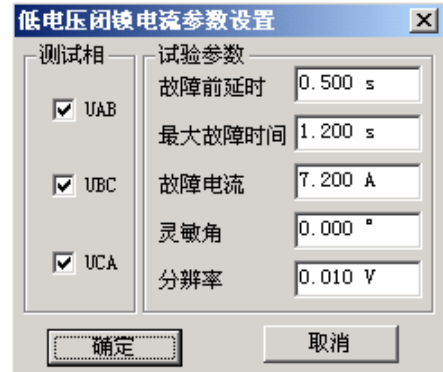 低电压闭锁电流参数设置
测试相
UAB
UBC
UCA
试验参数
故障前延时 0.500 s
最大故障时间 1.200 s
故障电流 7.200 A
灵敏角 0.000 °
分辨率 0.010 V
确定 取消